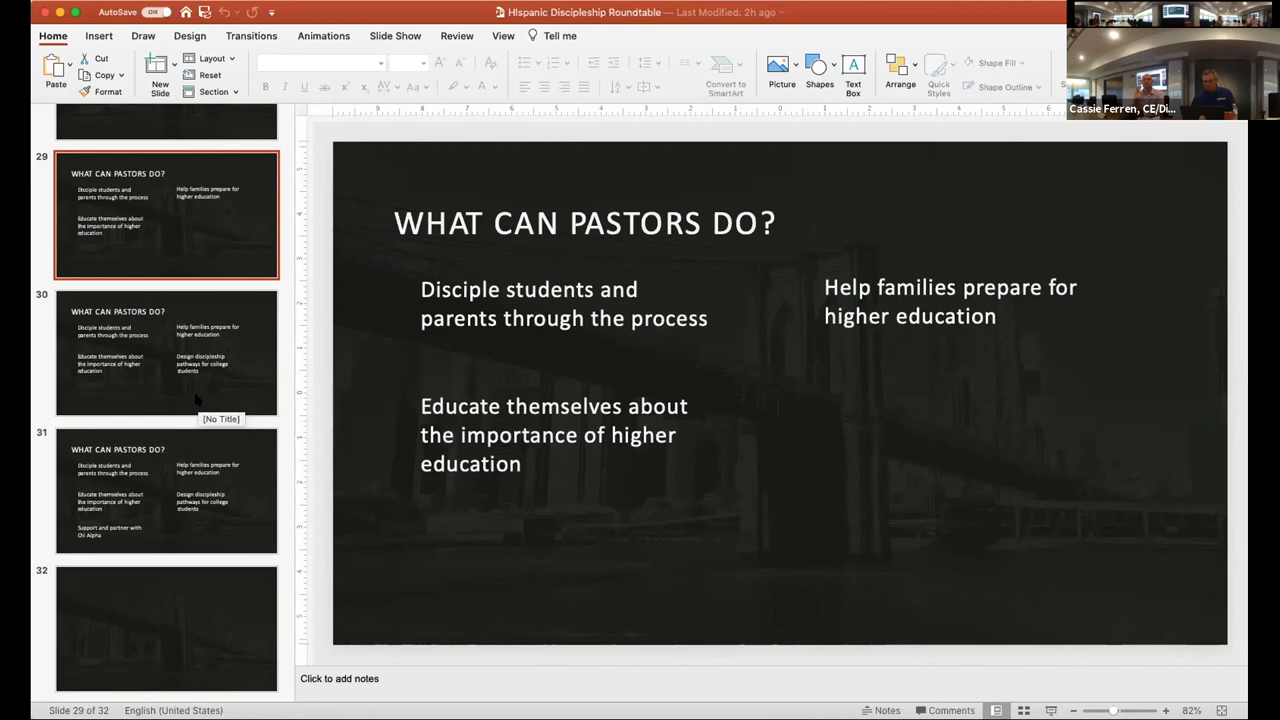 AutoSave ON
HIspanic Discipleship Roundtable — Last Modified: 2h ago
Home Insert Draw Design Transitions Animations Slide Show Review View Tell me
Paste
Cut
Copy
Format
New
Slide
Layout
Reset
Section
Convert to
SmartArt
Picture
Shapes
Text
Box
Arrange
Quick
Styles
Shape Fill
Shape Outline
Cassie Ferren, CE/Di...
29
WHAT CAN PASTORS DO?
Disciple students and
parents through the process
Help families prepare for
higher education
Educate themselves about
the importance of higher
education
30
WHAT CAN PASTORS DO?
Disciple students and
parents through the process
Help families prepare for
higher education
Educate themselves about
the importance of higher
education
Design discipleship
pathways for college
students
[No Title]
31
WHAT CAN PASTORS DO?
Disciple students and
parents through the process
Help families prepare for
higher education
Educate themselves about
the importance of higher
education
Design discipleship
pathways for college
students
Support and partner with
Chi Alpha
32
WHAT CAN PASTORS DO?
Disciple students and
parents through the process
Help families prepare for
higher education
Educate themselves about
the importance of higher
education
Click to add notes
Slide 29 of 32 English (United States) Notes Comments 82%